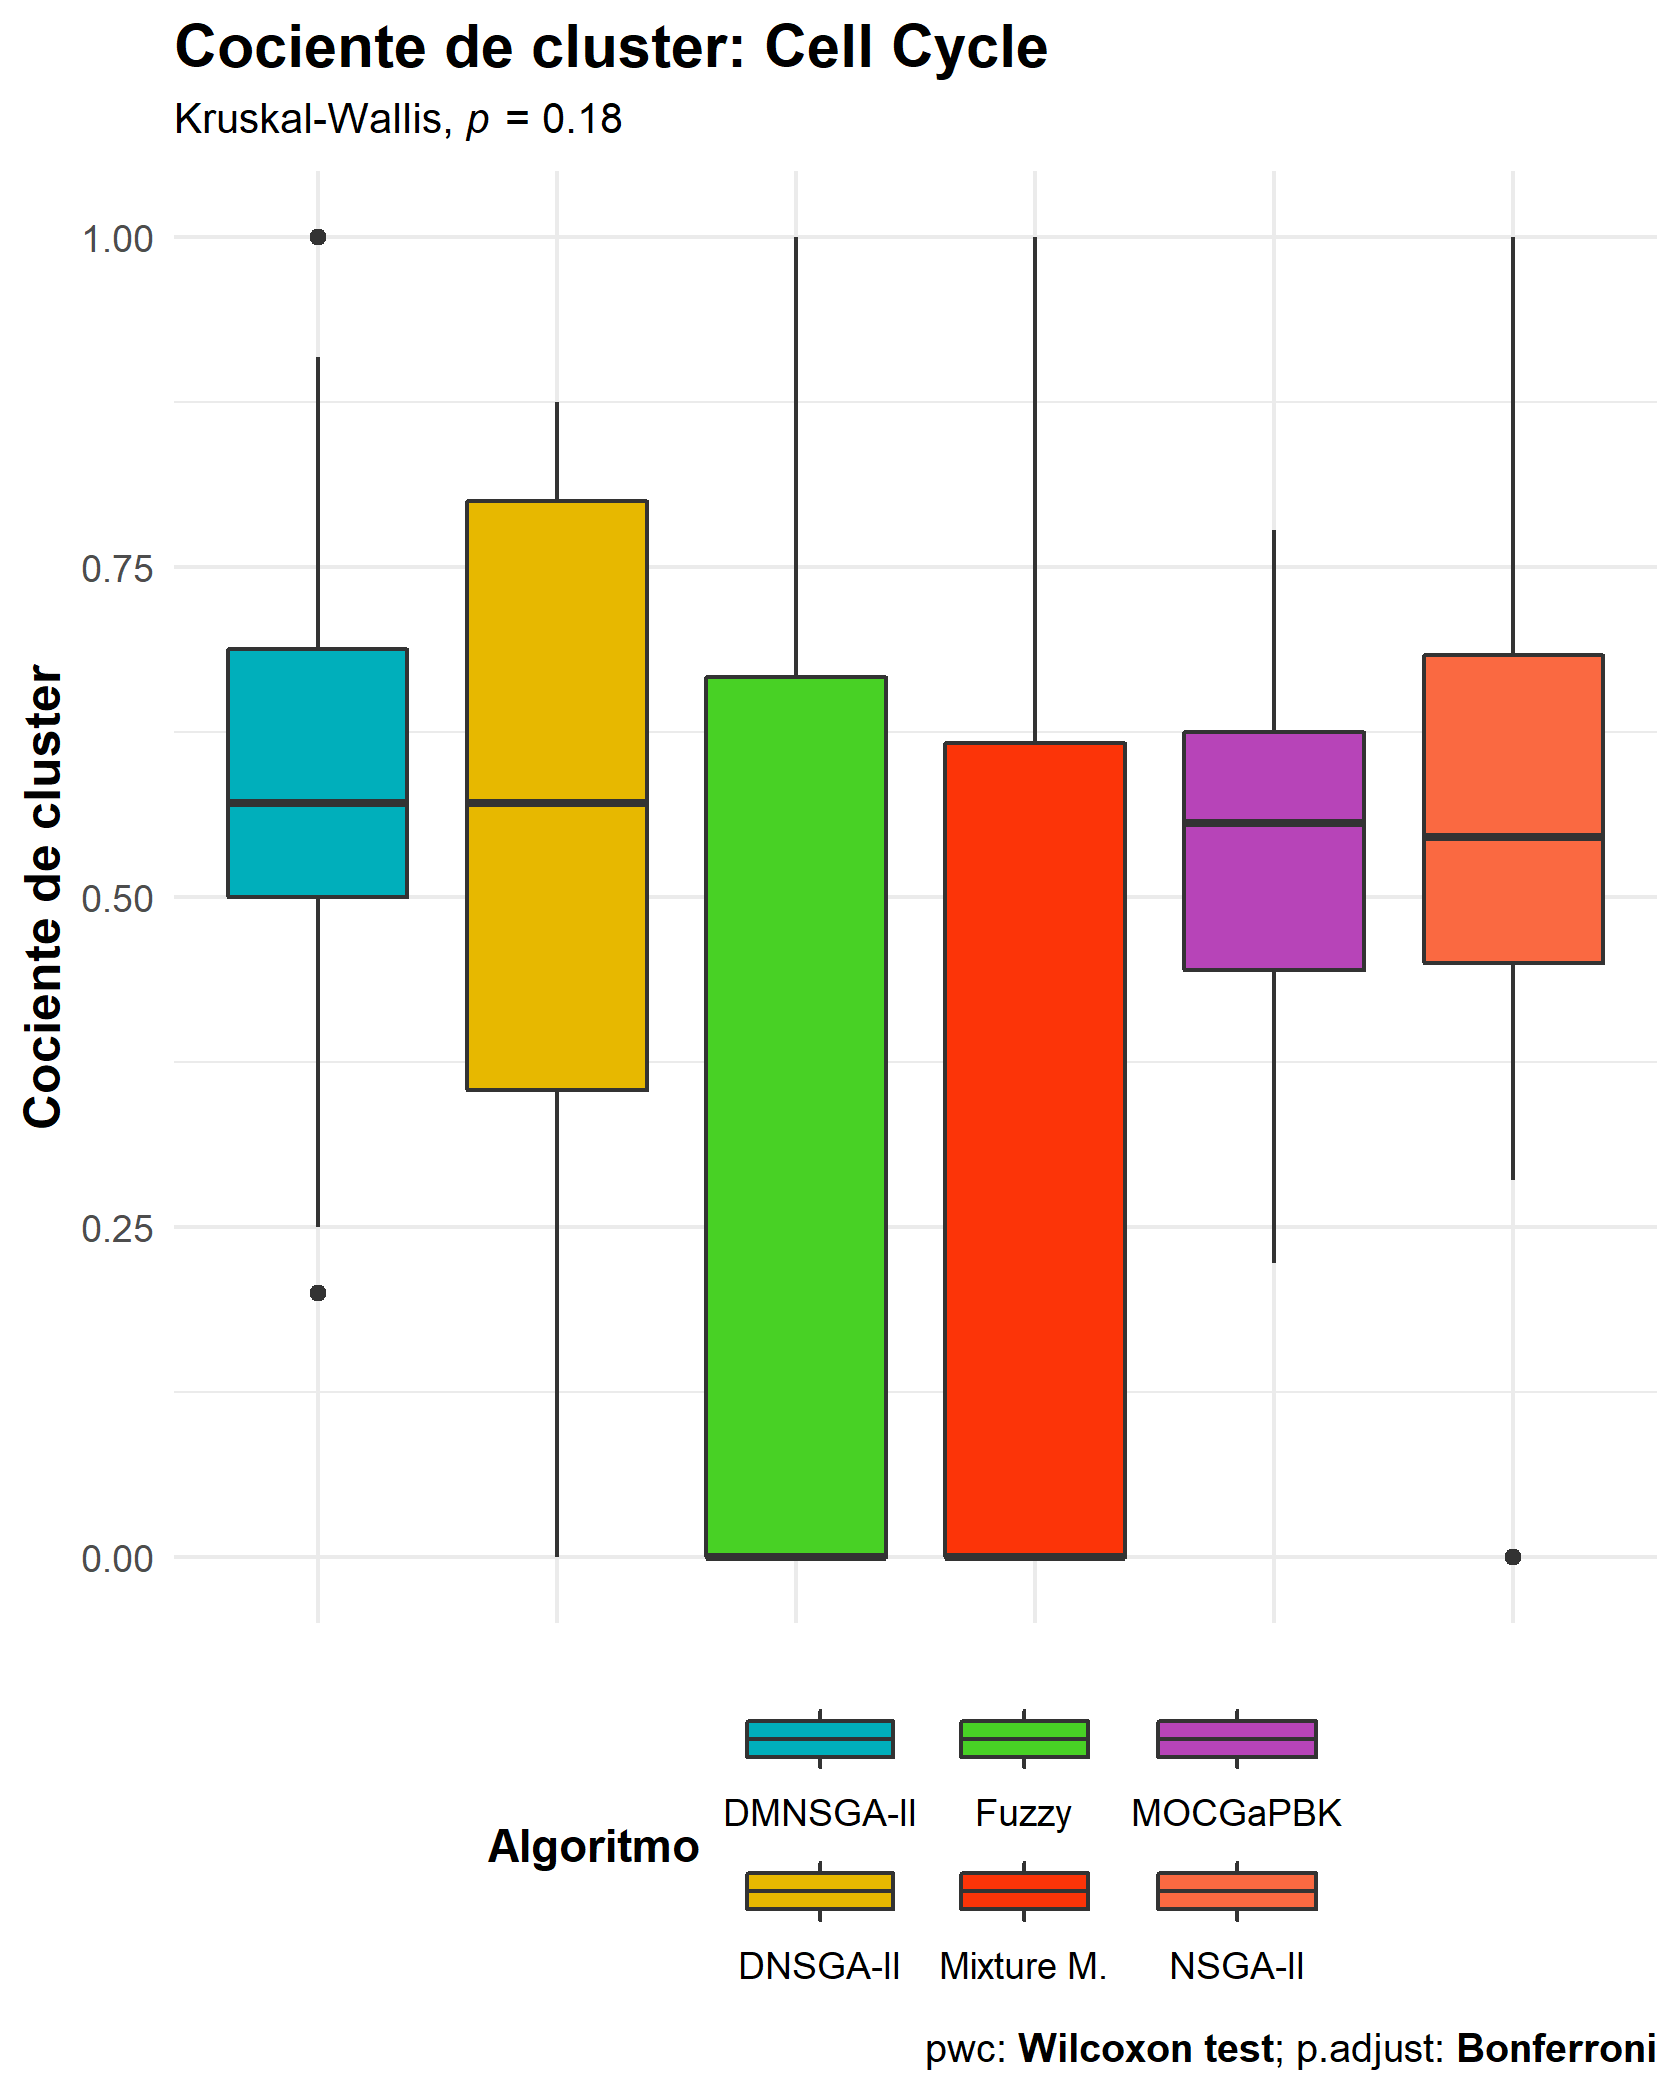 Cociente de cluster: Cell Cycle
Kruskal-Wallis, p = 0.18
Cociente de cluster
1.00
0.75
0.50
0.25
0.00
Algoritmo
DMNSGA-II
Fuzzy
MOCGaPBK
DNSGA-II
Mixture M.
NSGA-II
pwc: Wilcoxon test; p.adjust: Bonferroni